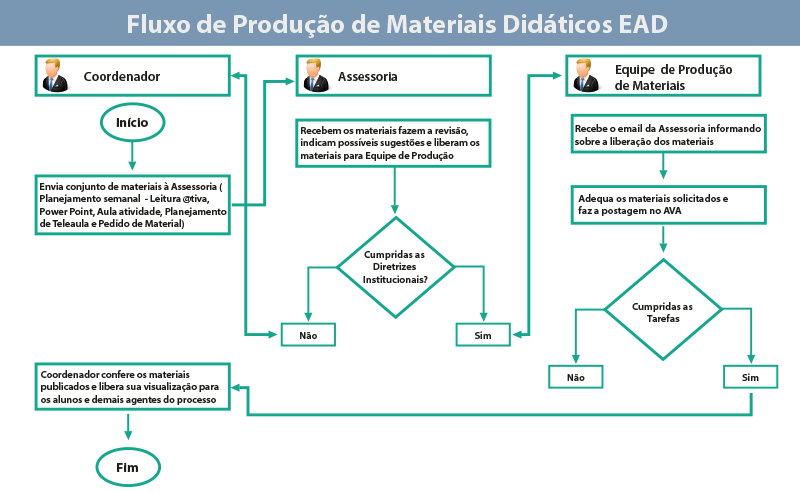 Fluxo de Produção de Materiais Didáticos EAD
Coordenador
Início
Envia conjunto de materiais à Assessoria (
Planejamento semanal - Leitura @tiva,
Power Point, Aula atividade, Planejamento
de Teleaula e Pedido de Material)
Coordenador confere os materiais
publicados e libera sua visualização para
os alunos e demais agentes do processo
Fim
Assessoria
Recebem os materiais fazem a revisão,
indicam possíveis sugestões e liberam os
materiais para Equipe de Produção
Cumpridas as
Diretrizes
Institucionais?
Não
Sim
Equipe de Produção
de Materiais
Recebe o email da Assessoria informando
sobre a liberação dos materiais
Adequa os materiais solicitados e
faz a postagem no AVA
Cumpridas as
Tarefas
Não
Sim